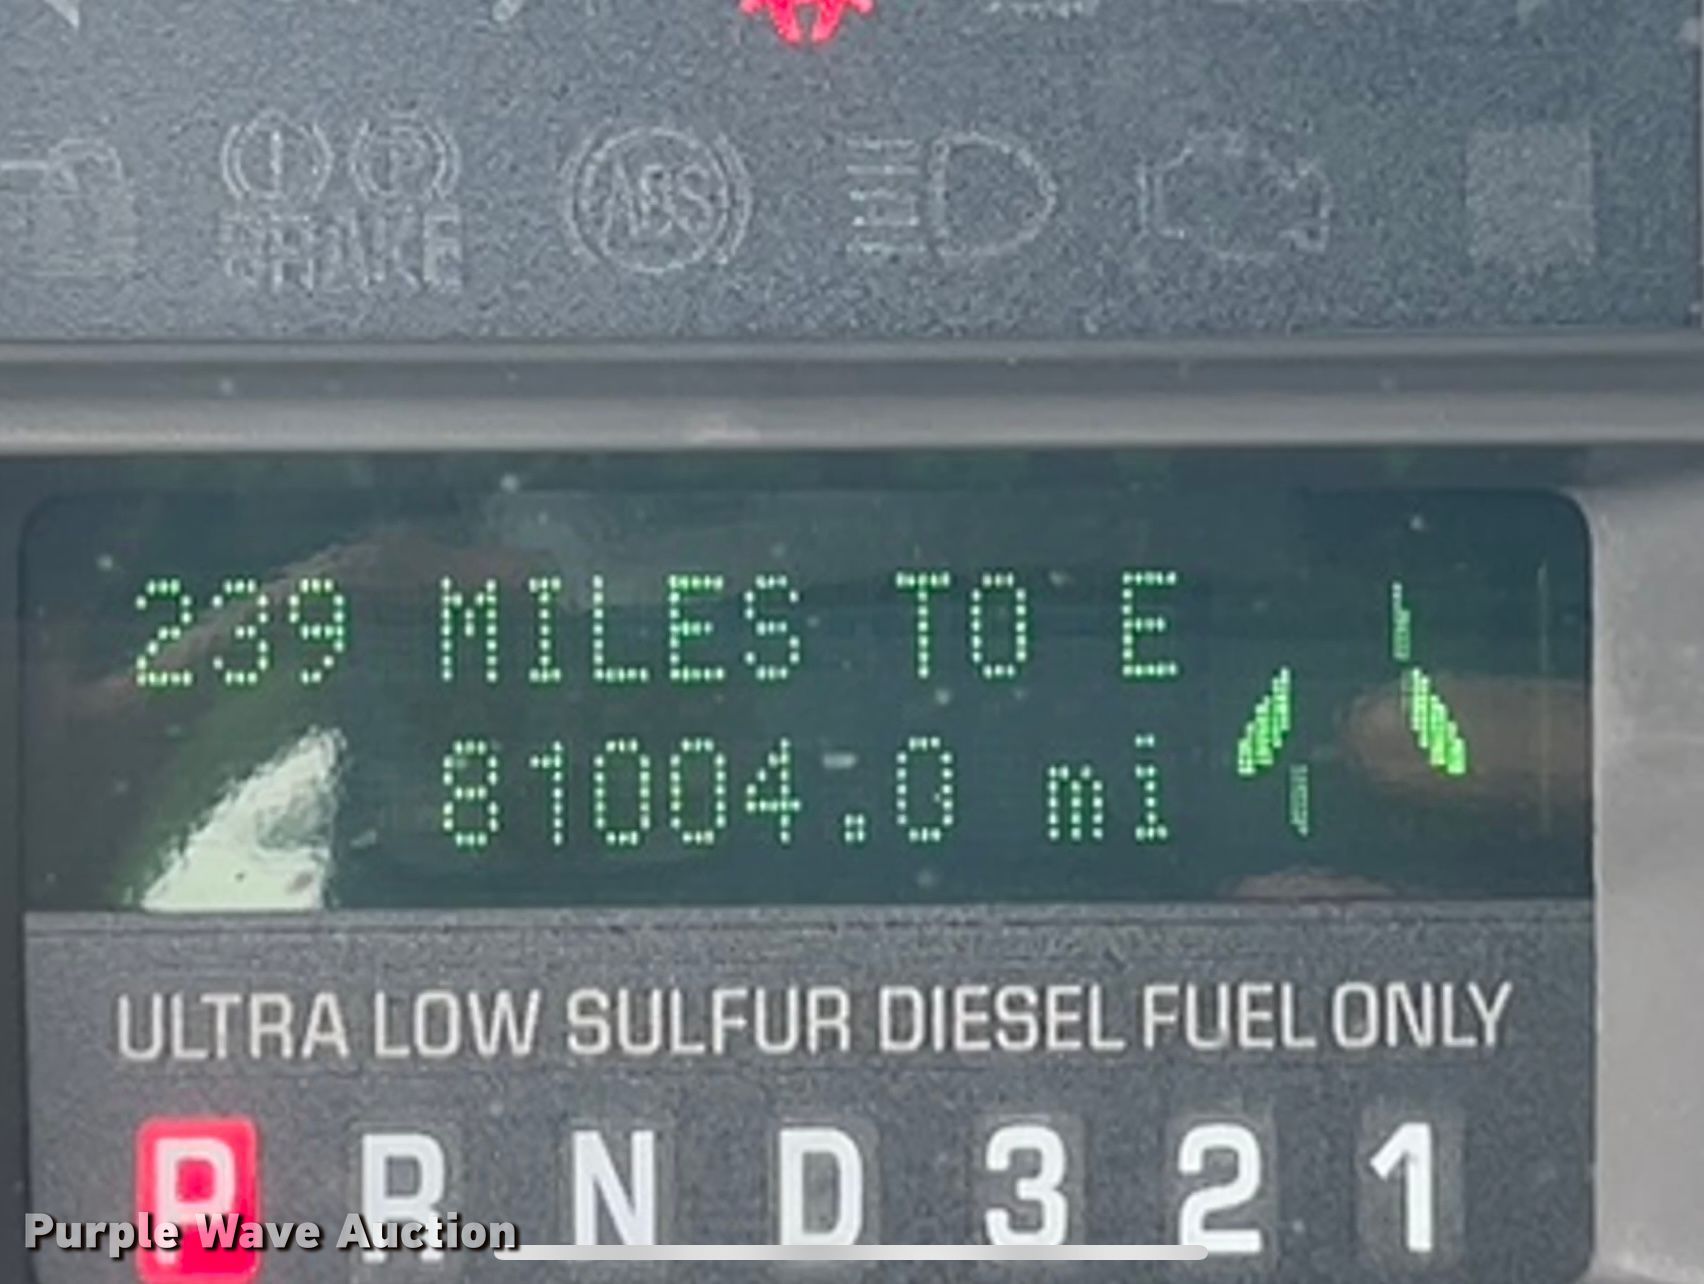 BRAKE
ABS
239 MILES TO E
81004.0 mi
ULTRA LOW SULFUR DIESEL FUEL ONLY
P R N D 3 2 1
Purple Wave Auction